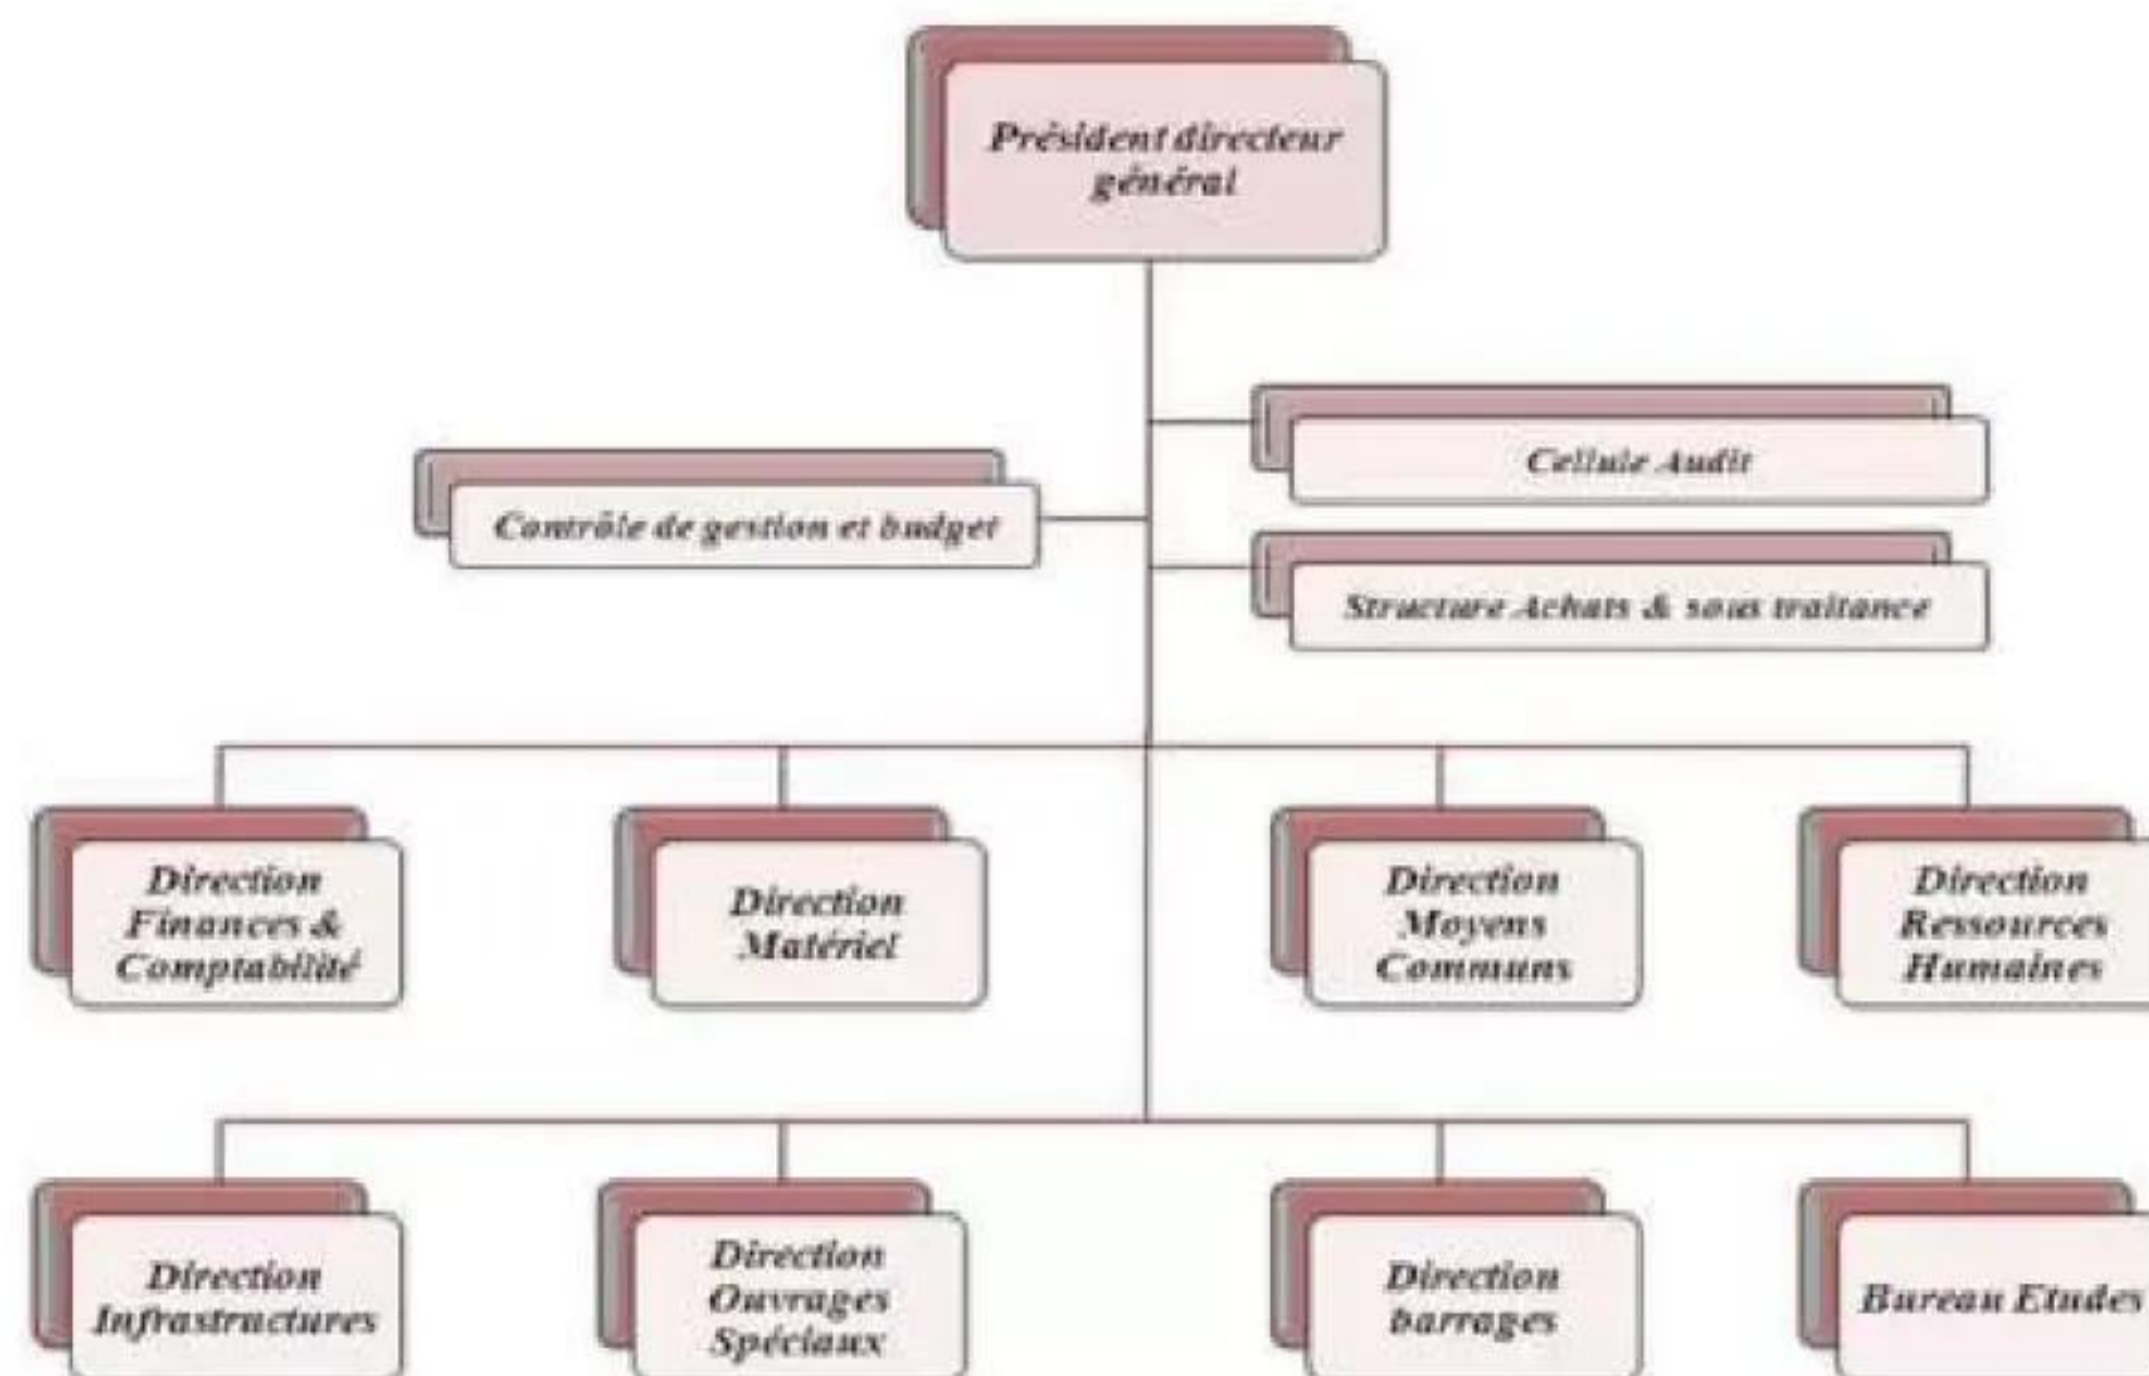 Président directeur
général
Cellule Audit
Contrôle de gestion et budget
Structure Achats & sous traitance
Direction
Finances &
Comptabilité
Direction
Matériel
Direction
Moyens
Communs
Direction
Ressources
Humaines
Direction
Infrastructures
Direction
Ouvrages
Spéciaux
Direction
barrages
Bureau Etudes